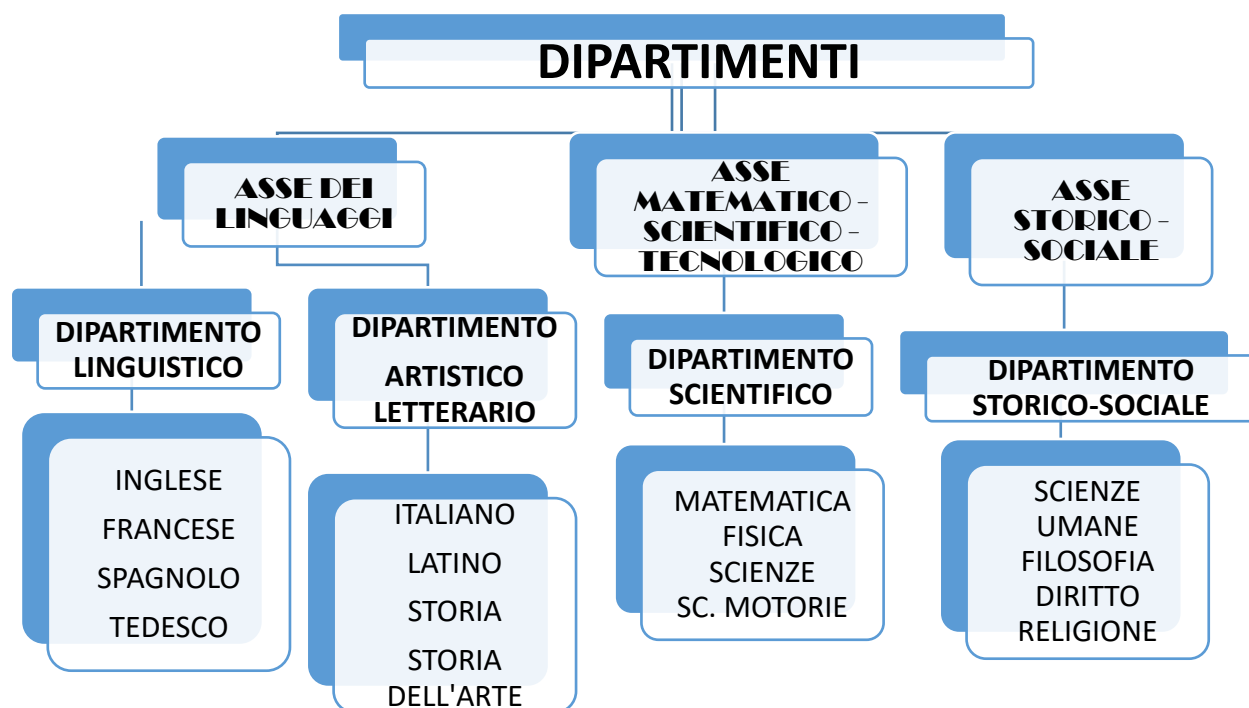 DIPARTIMENTI
ASSE DEI
LINGUAGGI
ASSE
MATEMATICO -
SCIENTIFICO -
TECNOLOGICO
ASSE
STORICO -
SOCIALE
DIPARTIMENTO
LINGUISTICO
DIPARTIMENTO
ARTISTICO
LETTERARIO
DIPARTIMENTO
SCIENTIFICO
DIPARTIMENTO
STORICO-SOCIALE
INGLESE
FRANCESE
SPAGNOLO
TEDESCO
ITALIANO
LATINO
STORIA
STORIA
DELL'ARTE
MATEMATICA
FISICA
SCIENZE
SC. MOTORIE
SCIENZE
UMANE
FILOSOFIA
DIRITTO
RELIGIONE